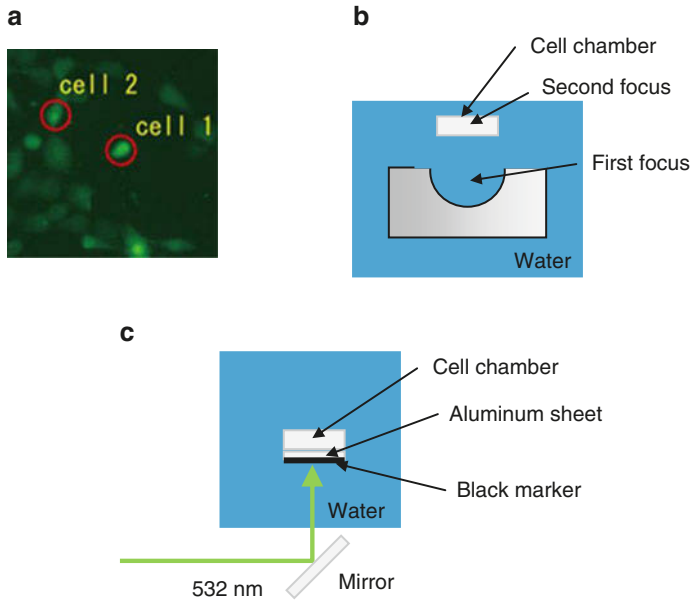 a
cell 2
cell 1
b
Cell chamber
Second focus
First focus
Water
c
Cell chamber
Aluminum sheet
Black marker
Water
532 nm
Mirror